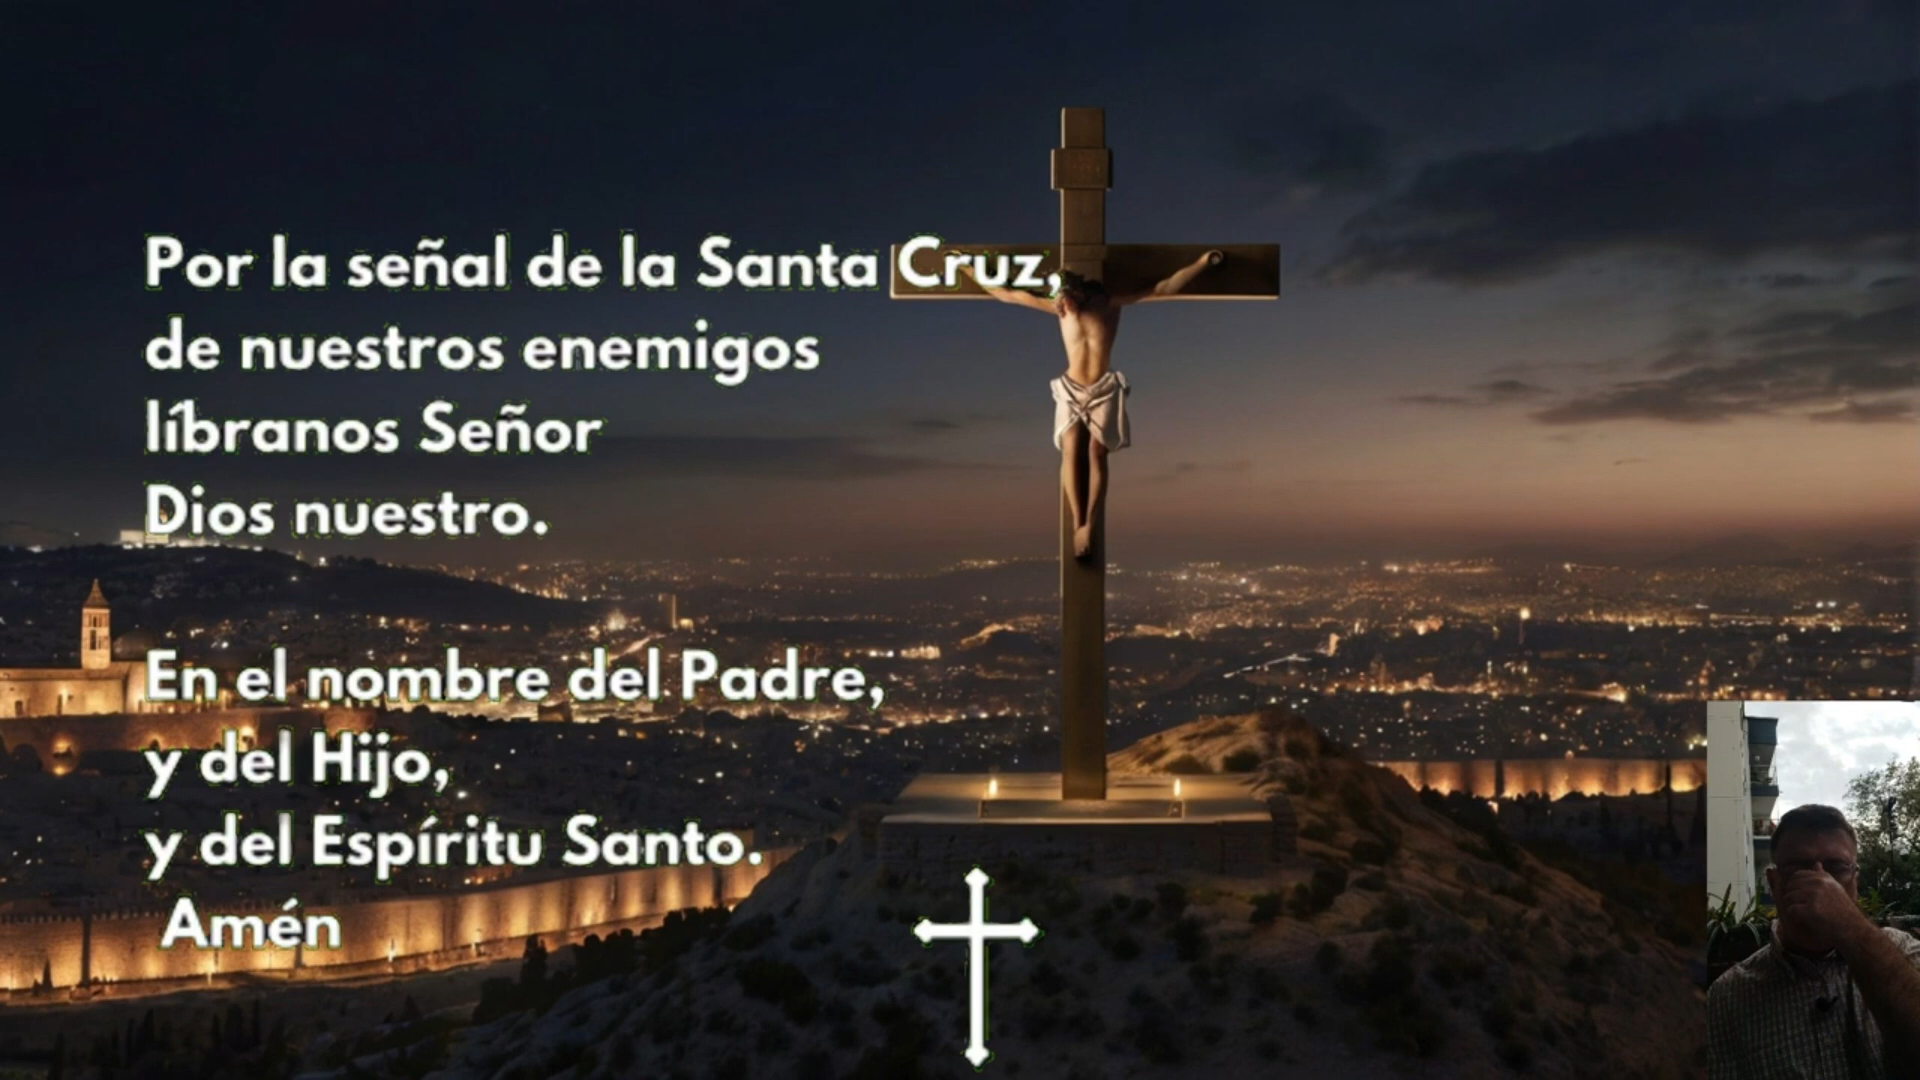 Por la señal de la Santa Cruz,
de nuestros enemigos
líbranos Señor
Dios nuestro.
En el nombre del Padre,
y del Hijo,
y del Espíritu Santo.
Amén